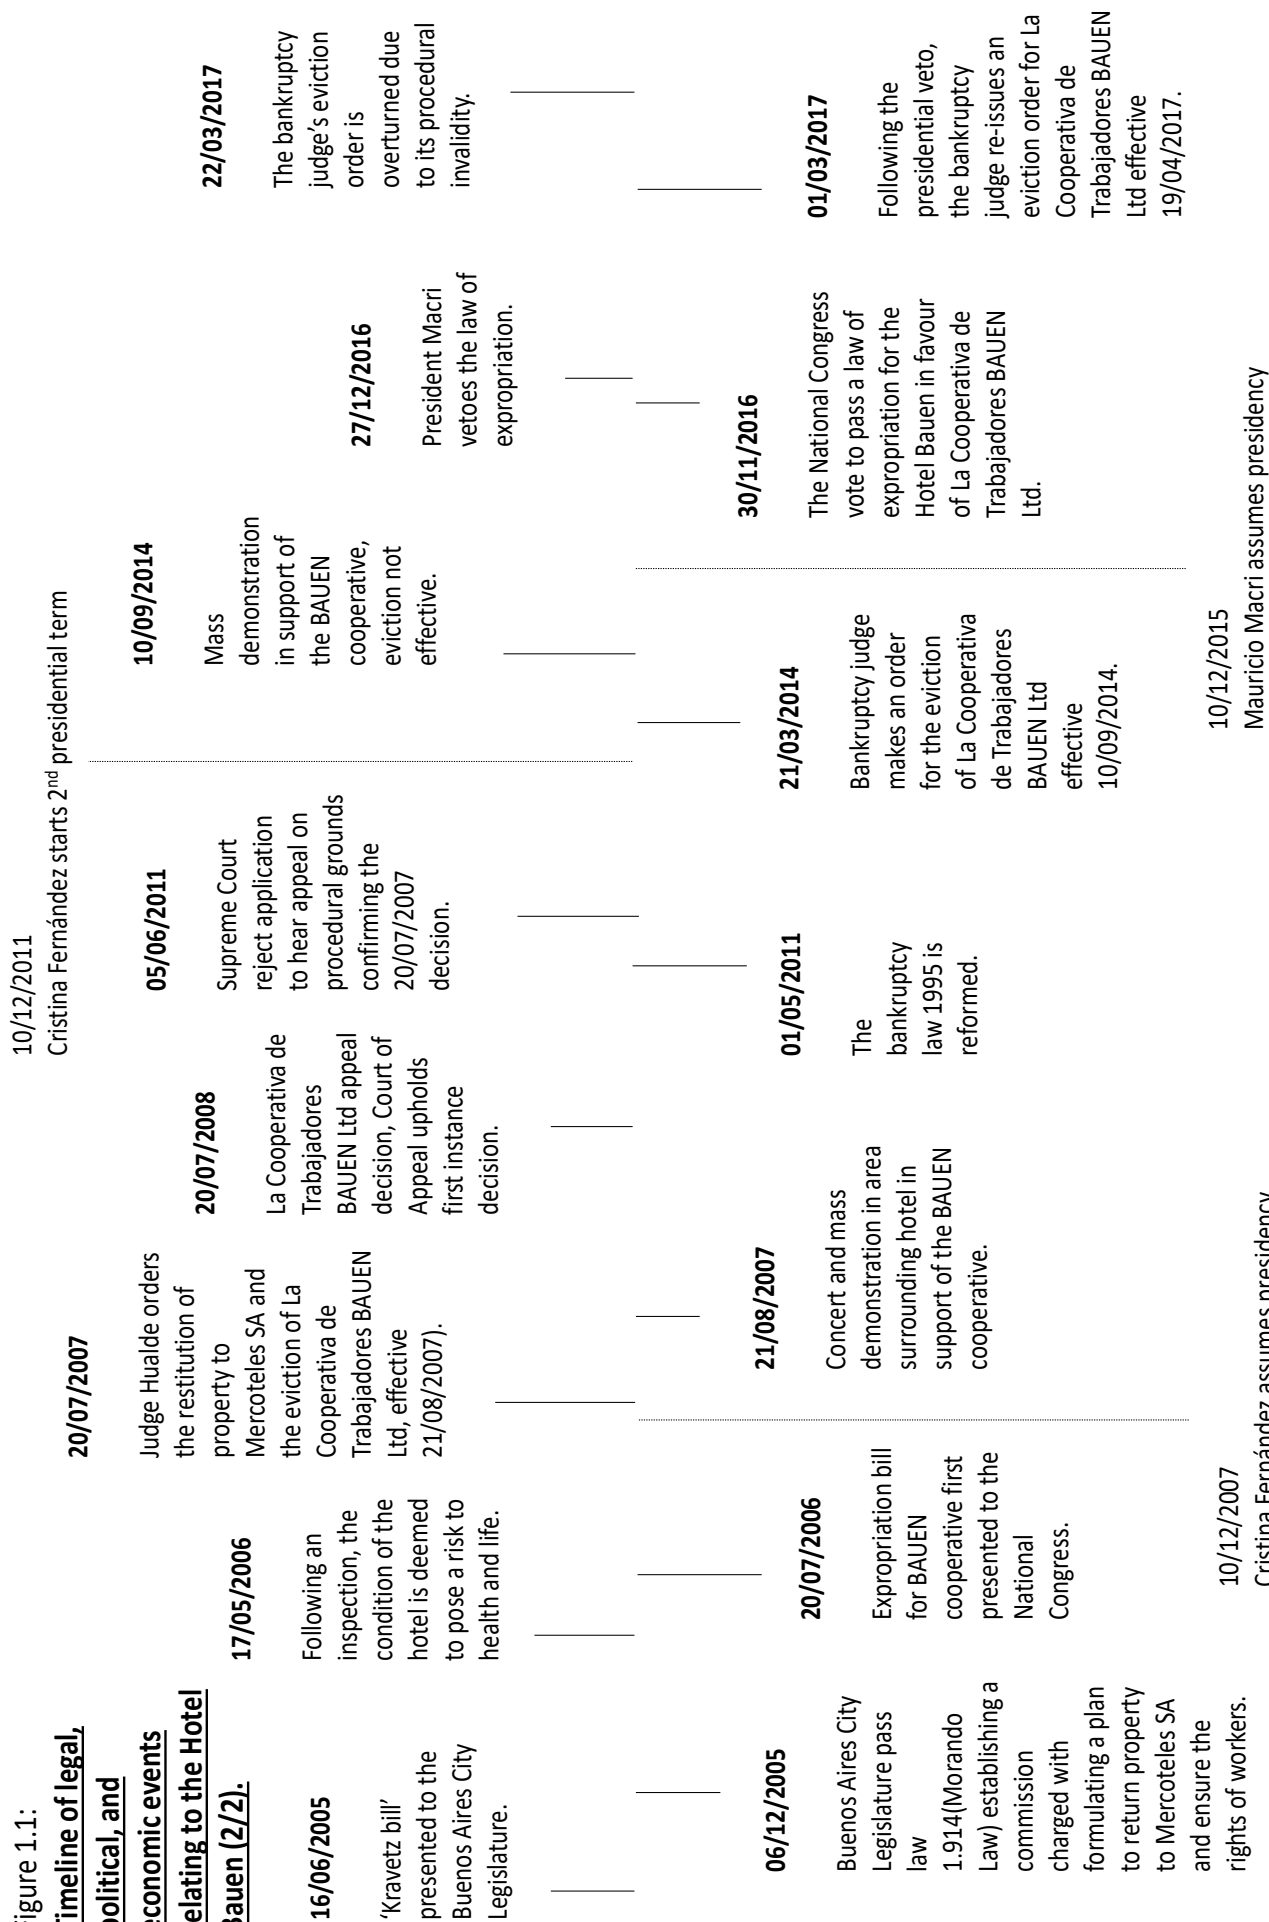 Figure 1.1:
Timeline of legal,
political, and
economic events
relating to the Hotel
Bauen (2/2).
16/06/2005
'Kravetz bill'
presented to the
Buenos Aires City
Legislature.
17/05/2006
Following an
inspection, the
condition of the
hotel is deemed
to pose a risk to
health and life.
20/07/2007
Judge Hualde orders
the restitution of
property to
Mercoteles SA and
the eviction of La
Cooperativa de
Trabajadores BAUEN
Ltd, effective
21/08/2007).
20/07/2008
La Cooperativa de
Trabajadores
BAUEN Ltd appeal
decision, Court of
Appeal upholds
first instance
decision.
05/06/2011
Supreme Court
reject application
to hear appeal on
procedural grounds
confirming the
20/07/2007
decision.
10/12/2011
Cristina Fernández starts 2nd presidential term
10/09/2014
Mass
demonstration
in support of
the BAUEN
cooperative,
eviction not
effective.
27/12/2016
President Macri
vetoes the law of
expropriation.
22/03/2017
The bankruptcy
judge's eviction
order is
overturned due
to its procedural
invalidity.
06/12/2005
Buenos Aires City
Legislature pass
law
1.914(Morando
Law) establishing a
commission
charged with
formulating a plan
to return property
to Mercoteles SA
and ensure the
rights of workers.
20/07/2006
Expropriation bill
for BAUEN
cooperative first
presented to the
National
Congress.
10/12/2007
Cristina Fernández assumes presidency
21/08/2007
Concert and mass
demonstration in area
surrounding hotel in
support of the BAUEN
cooperative.
01/05/2011
The
bankruptcy
law 1995 is
reformed.
21/03/2014
Bankruptcy judge
makes an order
for the eviction
of La Cooperativa
de Trabajadores
BAUEN Ltd
effective
10/09/2014.
10/12/2015
Mauricio Macri assumes presidency
30/11/2016
The National Congress
vote to pass a law of
expropriation for the
Hotel Bauen in favour
of La Cooperativa de
Trabajadores BAUEN
Ltd.
01/03/2017
Following the
presidential veto,
the bankruptcy
judge re-issues an
eviction order for La
Cooperativa de
Trabajadores BAUEN
Ltd effective
19/04/2017.